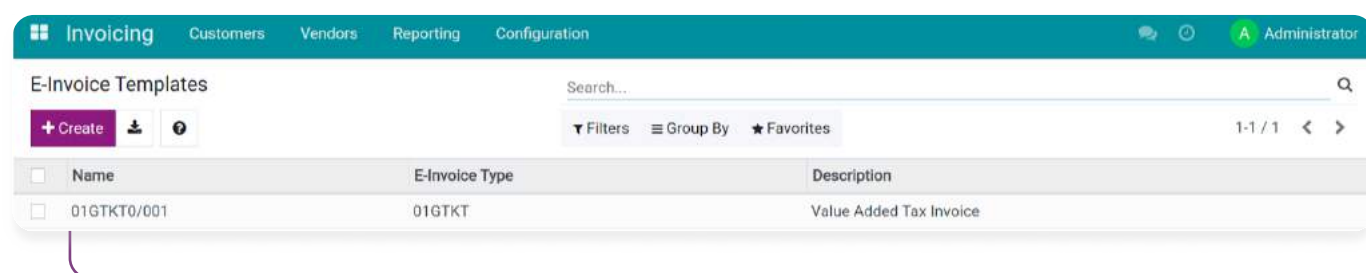 Invoicing Customers Vendors Reporting Configuration A Administrator
E-Invoice Templates Search...
+ Create Filters Group By Favorites 1-1 / 1
Name E-Invoice Type Description
01GTKT0/001 01GTKT Value Added Tax Invoice